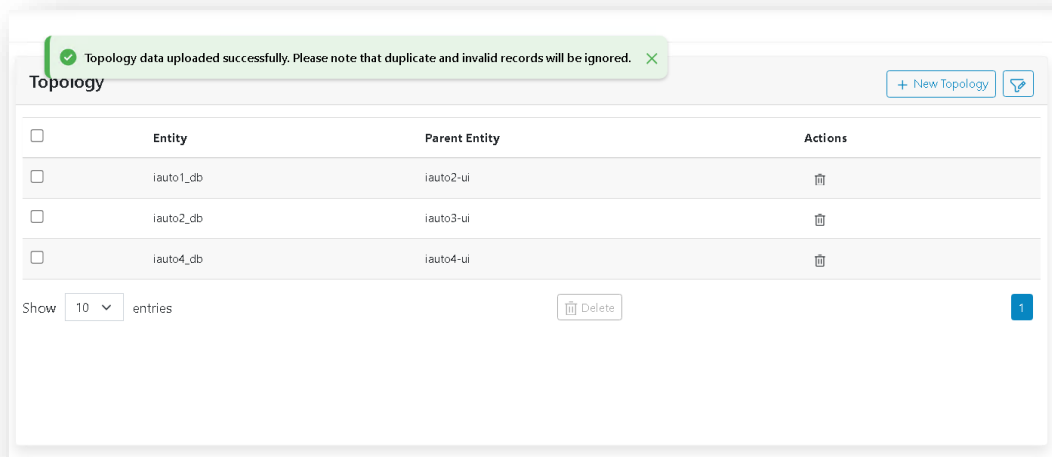 Topology data uploaded successfully. Please note that duplicate and invalid records will be ignored.
Topology
New Topology
Entity Parent Entity Actions
iauto1_db iauto2-ui
iauto2_db iauto3-ui
iauto4_db iauto4-ui
Show 10 entries Delete 1